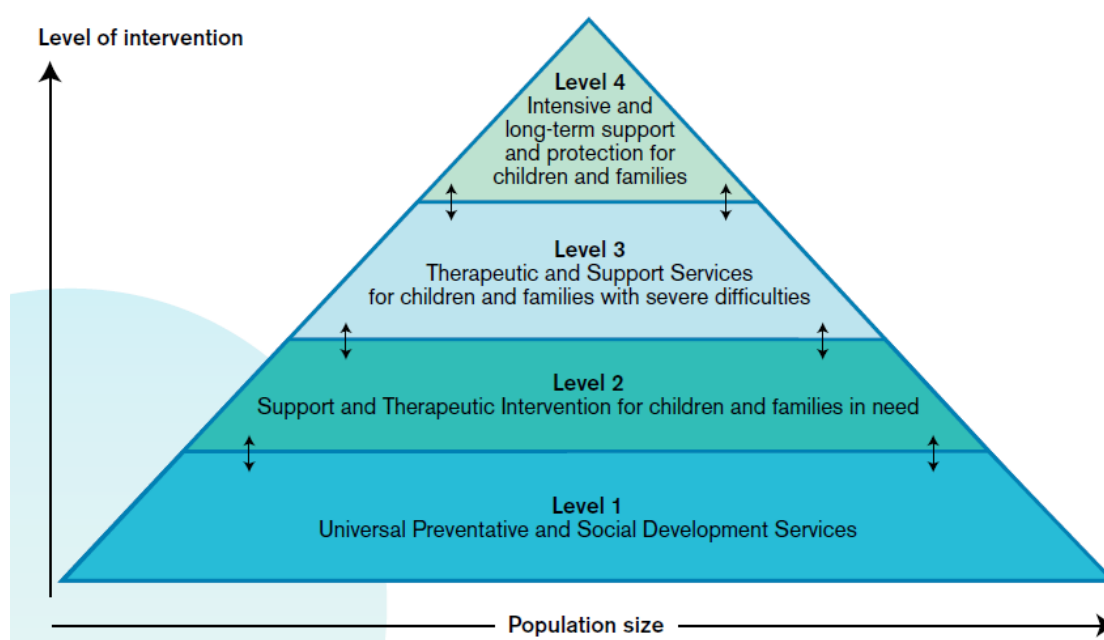 Level of intervention
Level 4
Intensive and
long-term support
and protection for
children and families
Level 3
Therapeutic and Support Services
for children and families with severe difficulties
Level 2
Support and Therapeutic Intervention for children and families in need
Level 1
Universal Preventative and Social Development Services
Population size